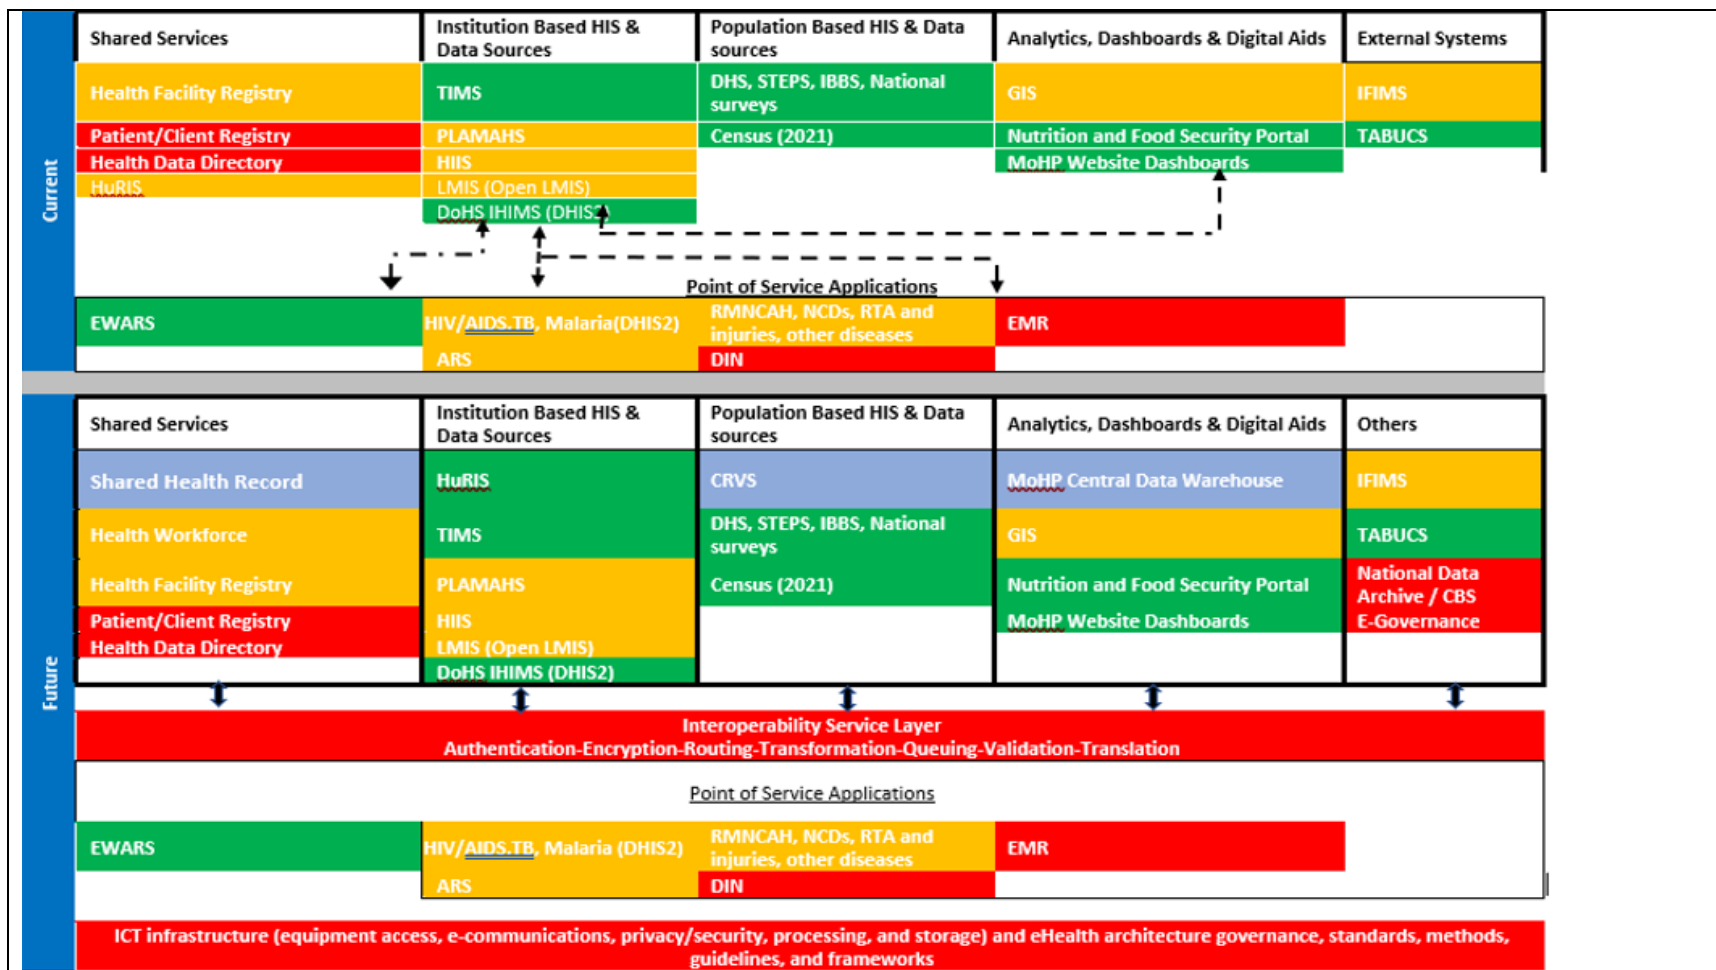 Current
Shared Services
Institution Based HIS &
Data Sources
Population Based HIS & Data
sources
Analytics, Dashboards & Digital Aids
External Systems
Health Facility Registry
TIMS
DHS, STEPS, IBBS, National
surveys
GIS
IFIMS
Patient/Client Registry
PLAMAHS
Census (2021)
Nutrition and Food Security Portal
TABUCS
Health Data Directory
HIIS
MoHP Website Dashboards
HuRIS
LMIS (Open LMIS)
DoHS IHIMS (DHIS2)
Point of Service Applications
EWARS
HIV/AIDS.TB, Malaria(DHIS2)
RMNCAH, NCDs, RTA and
injuries, other diseases
EMR
ARS
DIN
Future
Shared Services
Institution Based HIS &
Data Sources
Population Based HIS & Data
sources
Analytics, Dashboards & Digital Aids
Others
Shared Health Record
HuRIS
CRVS
MoHP Central Data Warehouse
IFIMS
Health Workforce
TIMS
DHS, STEPS, IBBS, National
surveys
GIS
TABUCS
Health Facility Registry
PLAMAHS
Census (2021)
Nutrition and Food Security Portal
National Data
Archive / CBS
Patient/Client Registry
HIIS
MoHP Website Dashboards
E-Governance
Health Data Directory
LMIS (Open LMIS)
DoHS IHIMS (DHIS2)
Interoperability Service Layer
Authentication-Encryption-Routing-Transformation-Queuing-Validation-Translation
Point of Service Applications
EWARS
HIV/AIDS.TB, Malaria (DHIS2)
RMNCAH, NCDs, RTA and
injuries, other diseases
EMR
ARS
DIN
ICT infrastructure (equipment access, e-communications, privacy/security, processing, and storage) and eHealth architecture governance, standards, methods,
guidelines, and frameworks